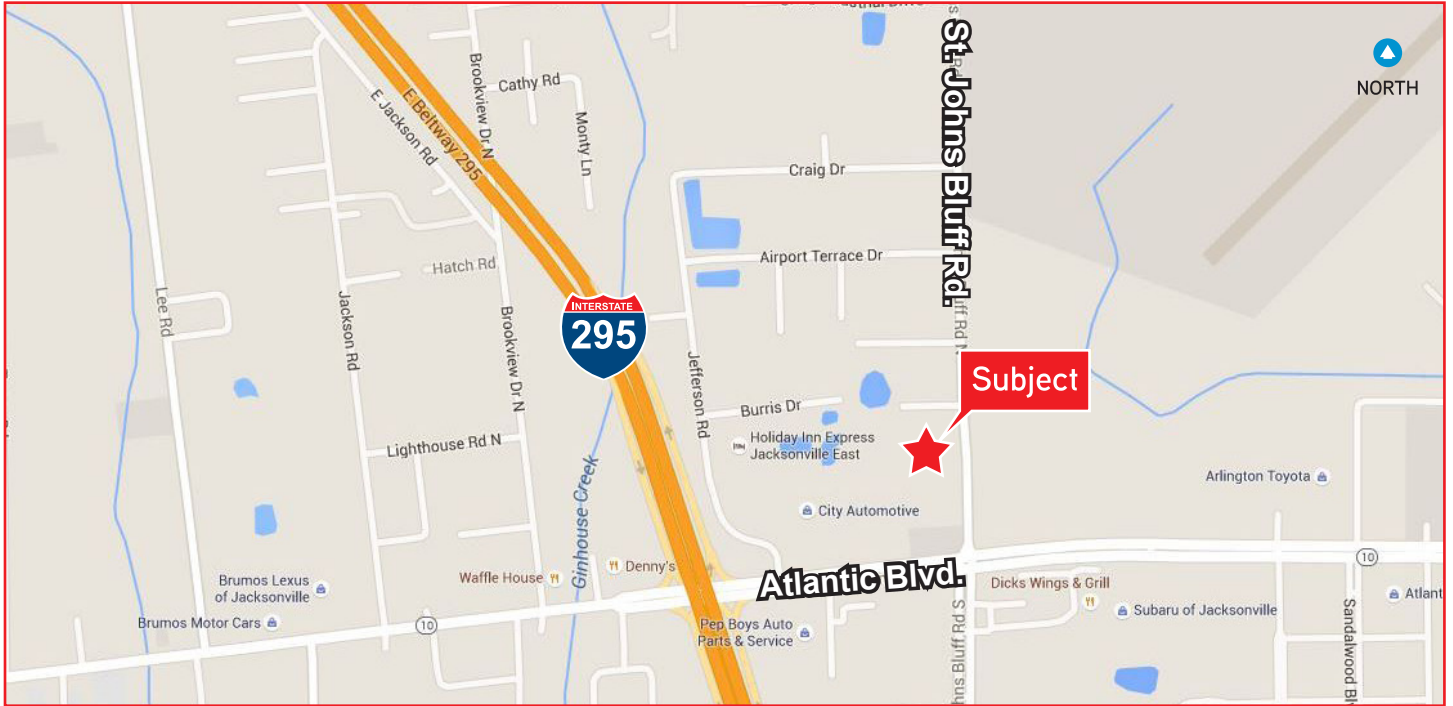 St. Johns Bluff Rd.
NORTH
Brookview Dr N
Cathy Rd
E Jackson Rd
E Beltway 295
Monty Ln
Craig Dr
Airport Terrace Dr
Hatch Rd
Lee Rd
Jackson Rd
Brookview Dr N
INTERSTATE
295
uff Rd N
Jefferson Rd
Subject
Burris Dr
Lighthouse Rd N
Holiday Inn Express
Jacksonville East
Arlington Toyota
City Automotive
Ginhouse Creek
10
Waffle House
Denny's
Atlantic Blvd.
Dicks Wings & Grill
Brumos Lexus
of Jacksonville
Subaru of Jacksonville
Atlant
Brumos Motor Cars
10
Pep Boys Auto
Parts & Service
hns Bluff Rd S
Sandalwood Bl